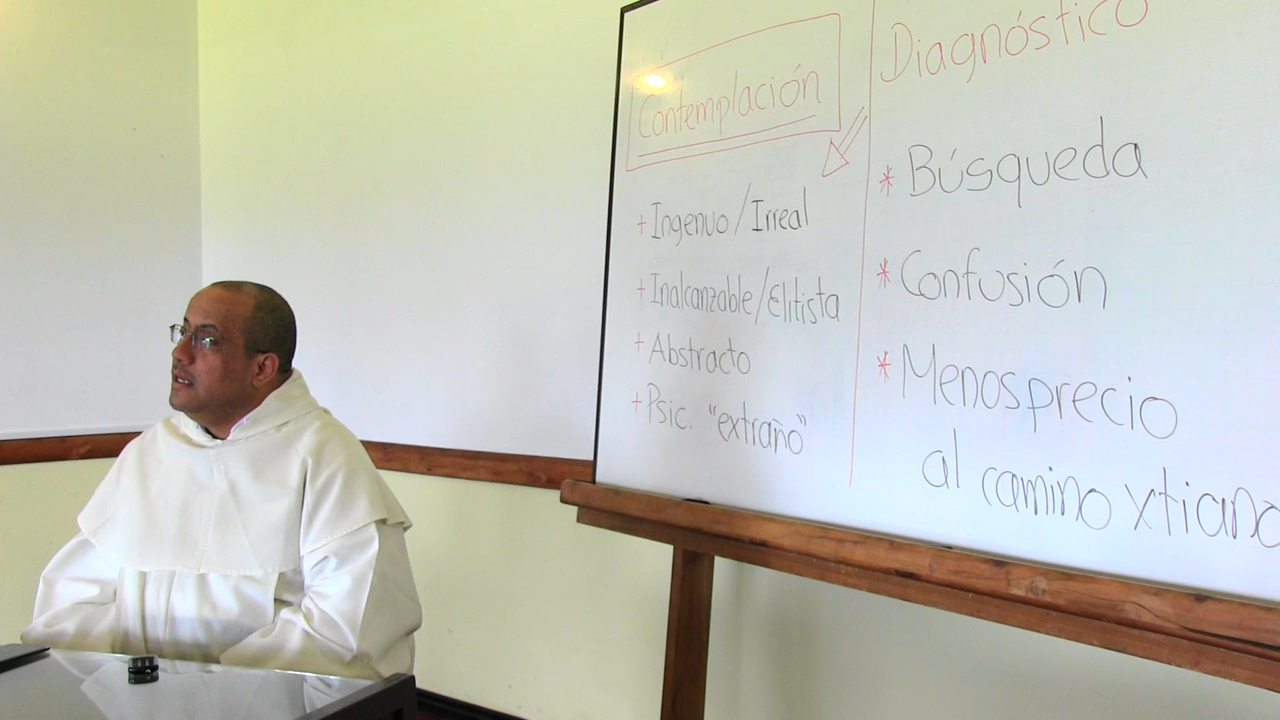 Contemplación
+ Ingenuo/Irreal
+ Inalcanzable/Elitista
+ Abstracto
+ Psic. "extraño"
Diagnóstico
* Búsqueda
* Confusión
* Menosprecio
al camino xtiano